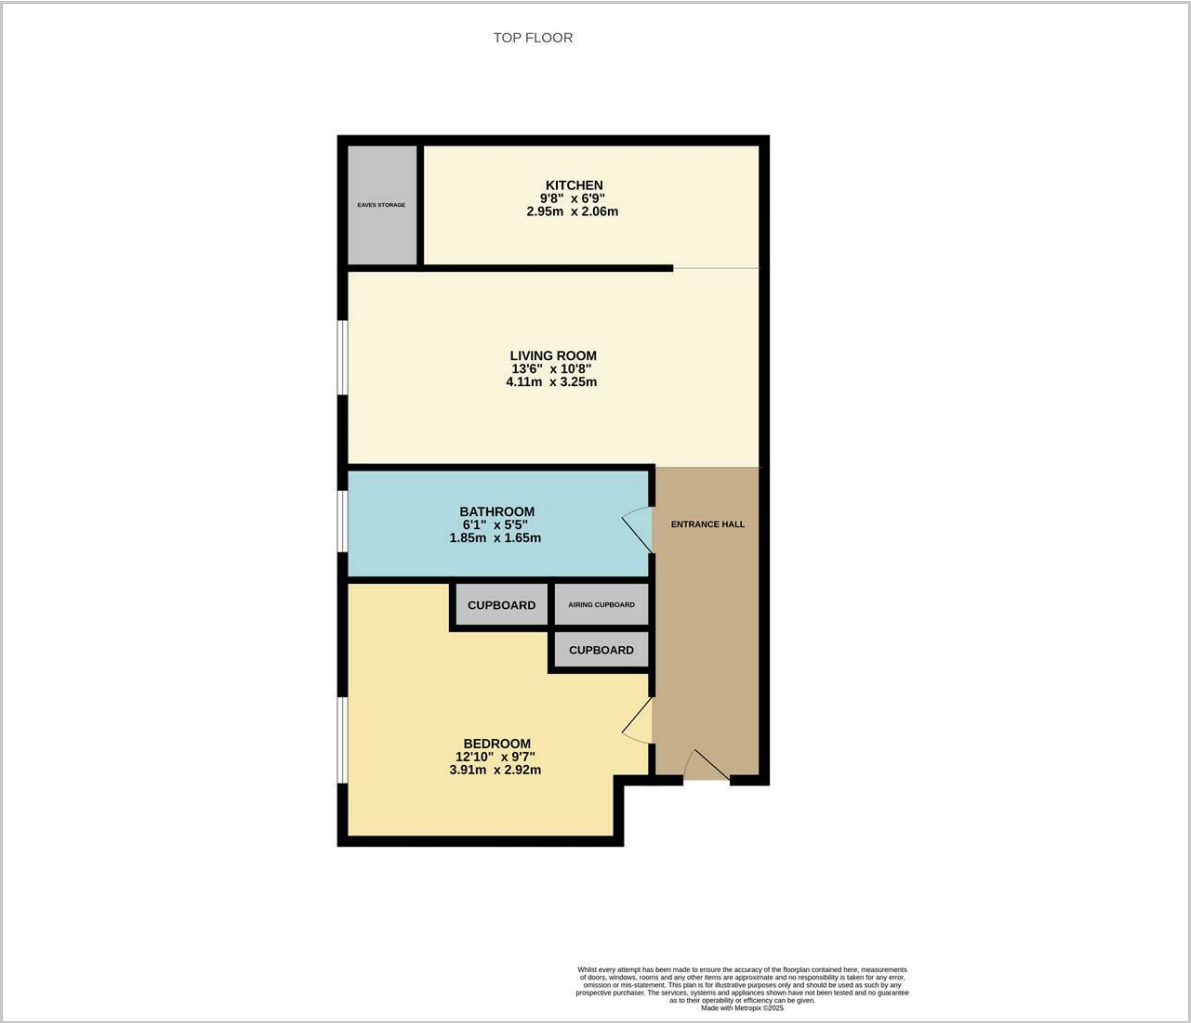 TOP FLOOR
EAVES STORAGE
KITCHEN
9'8" x 6'9"
2.95m x 2.06m
LIVING ROOM
13'6" x 10'8"
4.11m x 3.25m
BATHROOM
6'1" x 5'5"
1.85m x 1.65m
ENTRANCE HALL
CUPBOARD
AIRING CUPBOARD
CUPBOARD
BEDROOM
12'10" x 9'7"
3.91m x 2.92m
Whilst every attempt has been made to ensure the accuracy of the floorplan contained here, measurements
of doors, windows, rooms and any other items are approximate and no responsibility is taken for any error,
omission or mis-statement. This plan is for illustrative purposes only and should be used as such by any
prospective purchaser. The services, systems and appliances shown have not been tested and no guarantee
as to their operability or efficiency can be given.
Made with Metropix ©2025